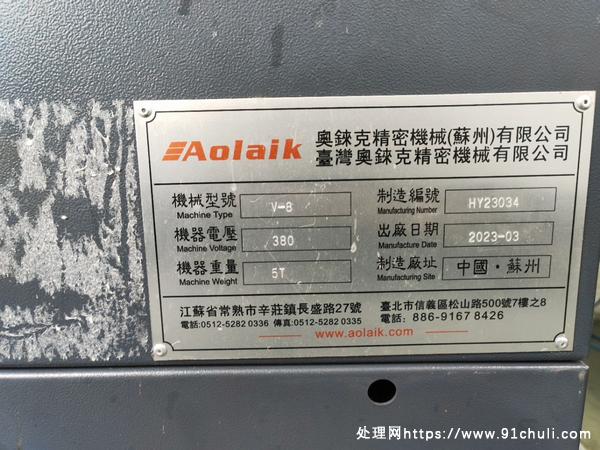 Aolaik
奧錸克精密機械(蘇州)有限公司
臺灣奧錸克精密機械有限公司
機械型號 V-8
Machine Type
制造編號 HY23034
Manufacturing Number
機器電壓 380
Machine Voltage
出廠日期 2023-03
Manufacture Date
機器重量 5T
Machine Weight
制造廠址 中國·蘇州
Manufacturing Site
江蘇省常熟市辛莊鎮長盛路27號
電話:0512-5282 0336 傳真:0512-5282 0335
臺北市信義區松山路500號7樓之8
電話: 886-9167 8426
www.aolaik.com
处理网https://www.91chuli.com/